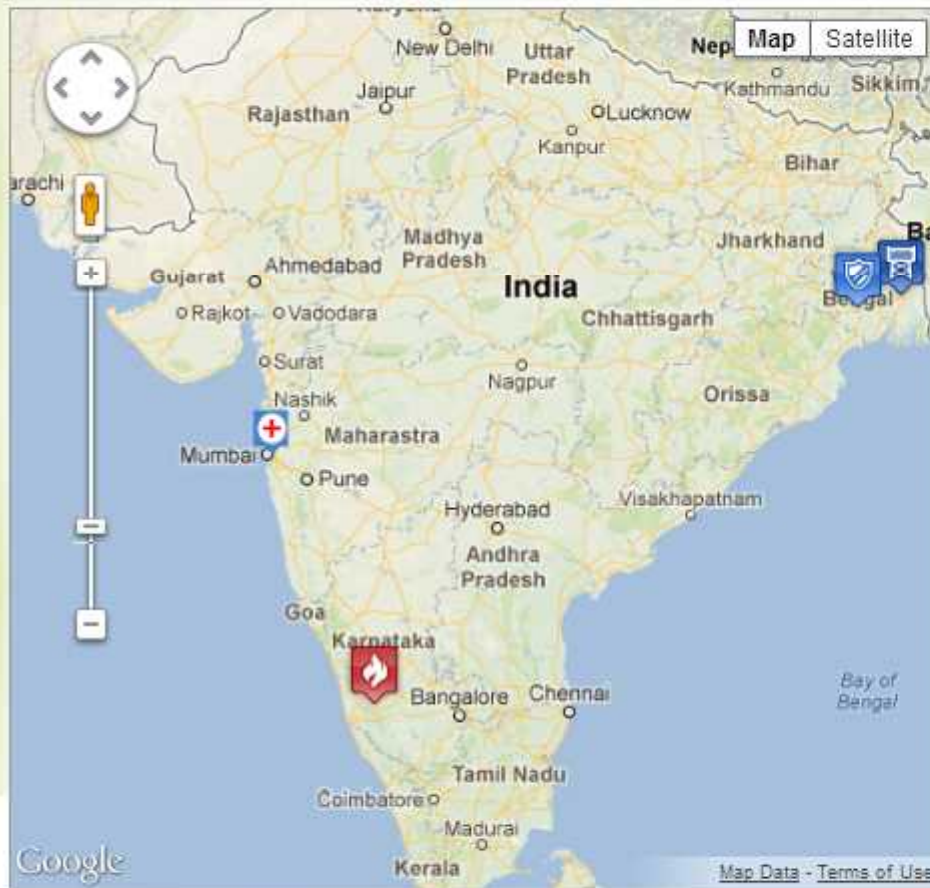 New Delhi
Map
Satellite
Uttar
Pradesh
Kathmandu
Sikkim
Jaipur
Rajasthan
Lucknow
Kanpur
Bihar
Madhya
Pradesh
Jharkhand
Gujarat
Ahmedabad
India
Rajkot
Vadodara
Chhattisgarh
Surat
Nagpur
Orissa
Nashik
Maharastra
Mumbai
Pune
Visakhapatnam
Hyderabad
Andhra
Pradesh
Goa
Karnataka
Bangalore
Chennai
Bay of
Bengal
Tamil Nadu
Coimbatore
Madurai
Kerala
Google
Map Data - Terms of Use